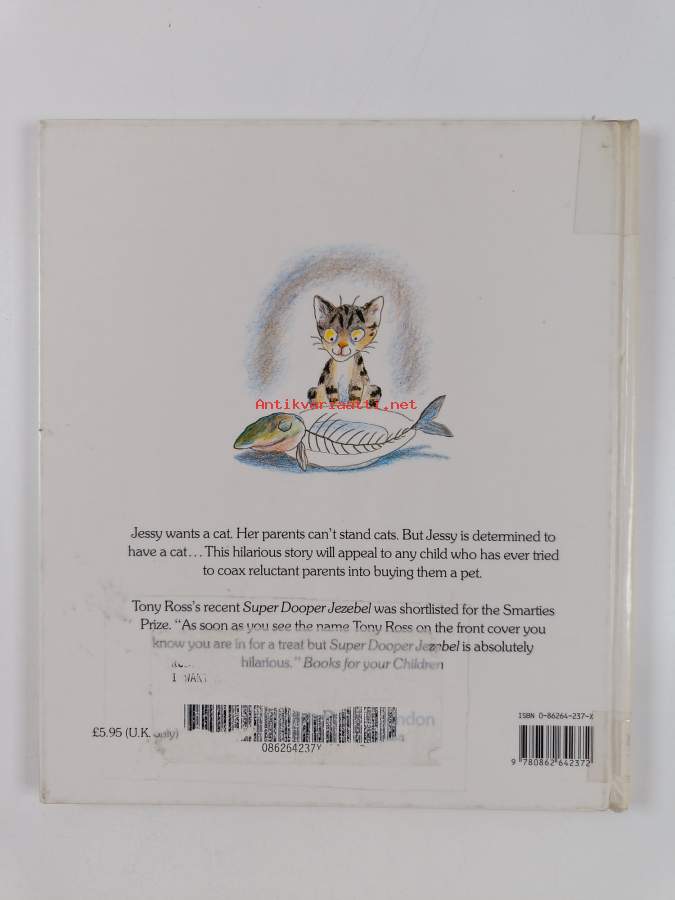 Antikvariaatti.net
Jessy wants a cat. Her parents can't stand cats. But Jessy is determined to
have a cat... This hilarious story will appeal to any child who has ever tried
to coax reluctant parents into buying them a pet.
Tony Ross's recent Super Dooper Jezebel was shortlisted for the Smarties
Prize. “As soon as you see the name Tony Ross on the front cover you
know you are in for a treat but Super Dooper Jezebel is absolutely
hilarious.” Books for your Children
I WANT
ISBN 0-86264-237-X
£5.95 (U.K. only)
086264237X
9 780862 642372